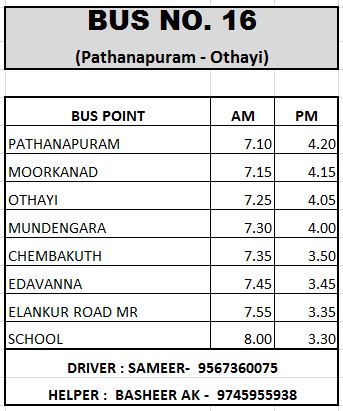 BUS NO. 16
(Pathanapuram - Othayi)
BUS POINT AM PM
PATHANAPURAM 7.10 4.20
MOORKANAD 7.15 4.15
OTHAYI 7.25 4.05
MUNDENGARA 7.30 4.00
CHEMBAKUTH 7.35 3.50
EDAVANNA 7.45 3.45
ELANKUR ROAD MR 7.55 3.35
SCHOOL 8.00 3.30
DRIVER : SAMEER- 9567360075
HELPER : BASHEER AK - 9745955938